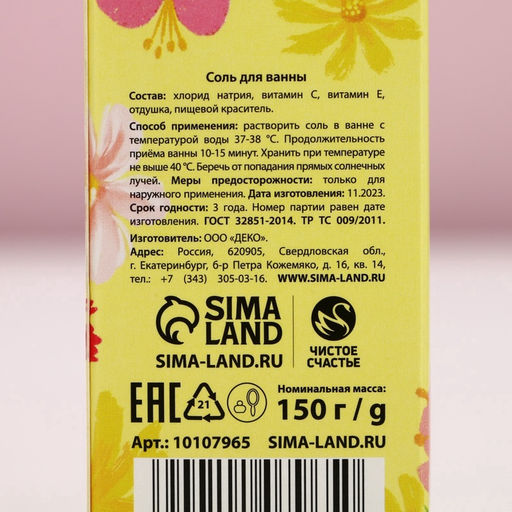 Соль для ванны
Состав: хлорид натрия, витамин С, витамин Е,
отдушка, пищевой краситель.
Способ применения: растворить соль в ванне с
температурой воды 37-38 °С. Продолжительность
приёма ванны 10-15 минут. Хранить при температуре
не выше 40 °С. Беречь от попадания прямых солнечных
лучей. Меры предосторожности: только для
наружного применения. Дата изготовления: 11.2023.
Срок годности: 3 года. Номер партии равен дате
изготовления. ГОСТ 32851-2014. ТР ТС 009/2011.
Изготовитель: ООО «ДЕКО».
Адрес: Россия, 620905, Свердловская обл.,
г. Екатеринбург, б-р Петра Кожемяко, д. 16, кв. 14,
тел.: +7 (343) 305-03-16. WWW.SIMA-LAND.RU
SIMA
LAND
SIMA-LAND.RU
ЧИСТОЕ
СЧАСТЬЕ
EAC
21
Номинальная масса:
150 г / g
Арт.: 10107965 SIMA-LAND.RU